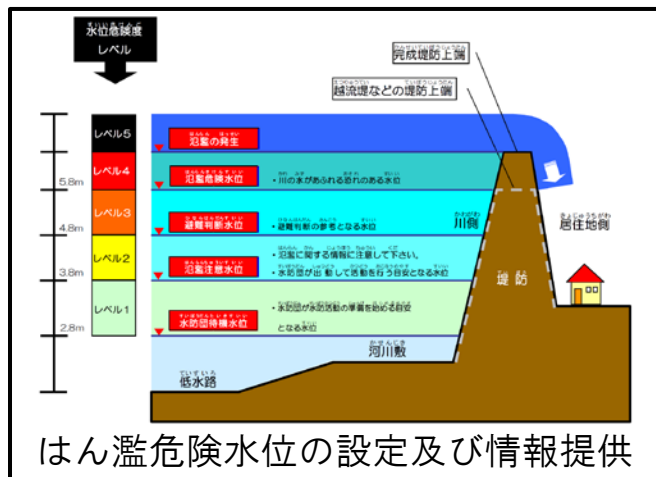 水位危険度
レベル
完成堤防上端
越流堤などの堤防上端
レベル5
氾濫の発生
レベル4
5.8m
氾濫危険水位
・川の水があふれる恐れのある水位
レベル3
4.8m
避難判断水位
・避難判断の参考となる水位
川側
居住地側
レベル2
3.8m
氾濫注意水位
・氾濫に関する情報に注意して下さい。
・水防団が出動して活動を行う目安となる水位
堤防
レベル1
2.8m
水防団待機水位
・水防団が水防活動の準備を始める目安
となる水位
河川敷
低水路
はん濫危険水位の設定及び情報提供